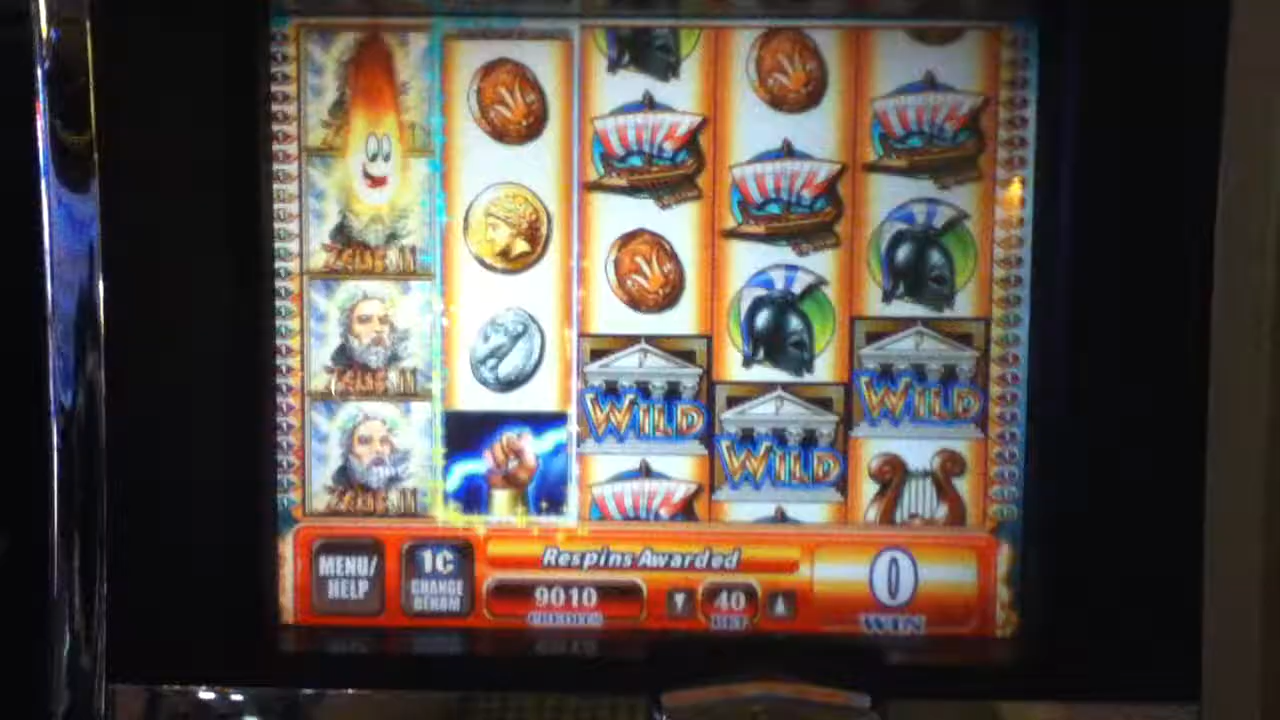 ZEUS II
ZEUS II
ZEUS II
WILD
WILD
WILD
MENU/
HELP
1¢
CHANGE
DENOM
Respins Awarded
9010
CREDITS
40
BET
0
WIN